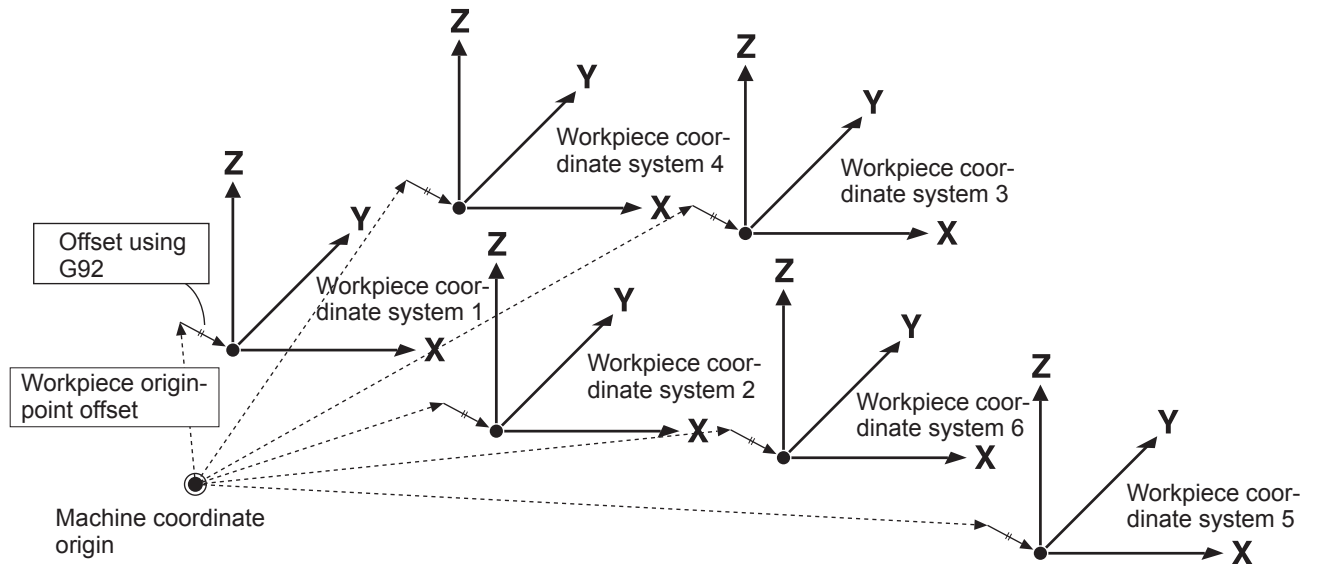 Z
Y
Workpiece coor-
dinate system 4
X
Z
Y
Workpiece coor-
dinate system 3
X
Z
Y
Offset using
G92
Workpiece coor-
dinate system 1
X
Z
Y
Workpiece coor-
dinate system 2
X
Z
Y
Workpiece coor-
dinate system 6
X
Workpiece origin-
point offset
Z
Y
Workpiece coor-
dinate system 5
X
Machine coordinate
origin